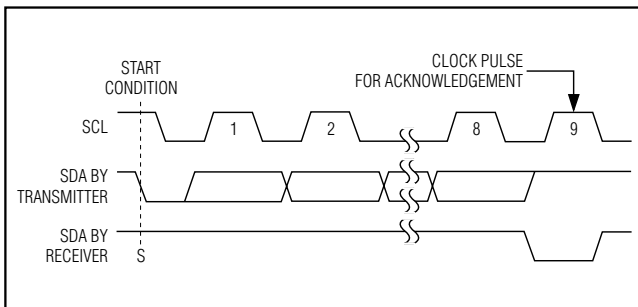 START
CONDITION
CLOCK PULSE
FOR ACKNOWLEDGEMENT
SCL
1
2
8
9
SDA BY
TRANSMITTER
SDA BY
RECEIVER
S